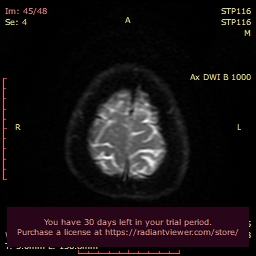 Im: 45/48
Se: 4
A
STP116
STP116
M
Ax DWI B 1000
R
L
You have 30 days left in your trial period.
Purchase a license at https://radiantviewer.com/store/